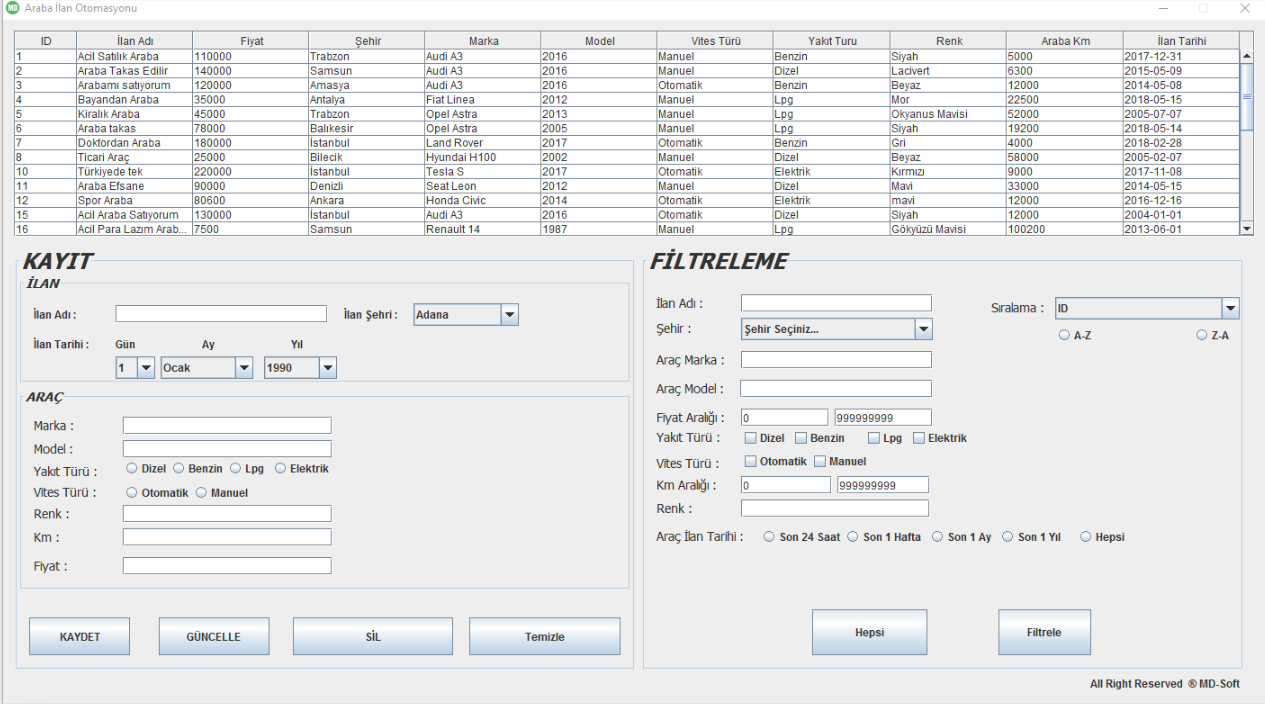 MD Araba İlan Otomasyonu
ID İlan Adı Fiyat Şehir Marka Model Vites Türü Yakıt Turu Renk Araba Km İlan Tarihi
1 Acil Satılık Araba 110000 Trabzon Audi A3 2016 Manuel Benzin Siyah 5000 2017-12-31
2 Araba Takas Edilir 140000 Samsun Audi A3 2016 Manuel Dizel Lacivert 6300 2015-05-09
3 Arabamı satıyorum 120000 Amasya Audi A3 2016 Otomatik Benzin Beyaz 12000 2014-05-08
4 Bayandan Araba 35000 Antalya Fiat Linea 2012 Manuel Lpg Mor 22500 2018-05-15
5 Kiralık Araba 45000 Trabzon Opel Astra 2013 Manuel Lpg Okyanus Mavisi 52000 2005-07-07
6 Araba takas 78000 Balıkesir Opel Astra 2005 Manuel Lpg Siyah 19200 2018-05-14
7 Doktordan Araba 180000 İstanbul Land Rover 2017 Otomatik Benzin Gri 4000 2018-02-28
8 Ticari Araç 25000 Bilecik Hyundai H100 2002 Manuel Dizel Beyaz 58000 2005-02-07
10 Türkiyede tek 220000 İstanbul Tesla S 2017 Otomatik Elektrik Kırmızı 9000 2017-11-08
11 Araba Efsane 90000 Denizli Seat Leon 2012 Manuel Dizel Mavi 33000 2014-05-15
12 Spor Araba 80600 Ankara Honda Civic 2014 Otomatik Elektrik mavi 12000 2016-12-16
15 Acil Araba Satıyorum 130000 İstanbul Audi A3 2016 Otomatik Dizel Siyah 12000 2004-01-01
16 Acil Para Lazım Arab... 7500 Samsun Renault 14 1987 Manuel Lpg Gökyüzü Mavisi 100200 2013-06-01
KAYIT
İLAN
İlan Adı : İlan Şehri : Adana
İlan Tarihi : Gün Ay Yıl
1 Ocak 1990
ARAÇ
Marka :
Model :
Yakıt Türü : Dizel Benzin Lpg Elektrik
Vites Türü : Otomatik Manuel
Renk :
Km :
Fiyat :
KAYDET GÜNCELLE SİL Temizle
FİLTRELEME
İlan Adı : Sıralama : ID
Şehir : Şehir Seçiniz... A-Z Z-A
Araç Marka :
Araç Model :
Fiyat Aralığı : 0 999999999
Yakıt Türü : Dizel Benzin Lpg Elektrik
Vites Türü : Otomatik Manuel
Km Aralığı : 0 999999999
Renk :
Araç İlan Tarihi : Son 24 Saat Son 1 Hafta Son 1 Ay Son 1 Yıl Hepsi
Hepsi Filtrele
All Right Reserved ® MD-Soft